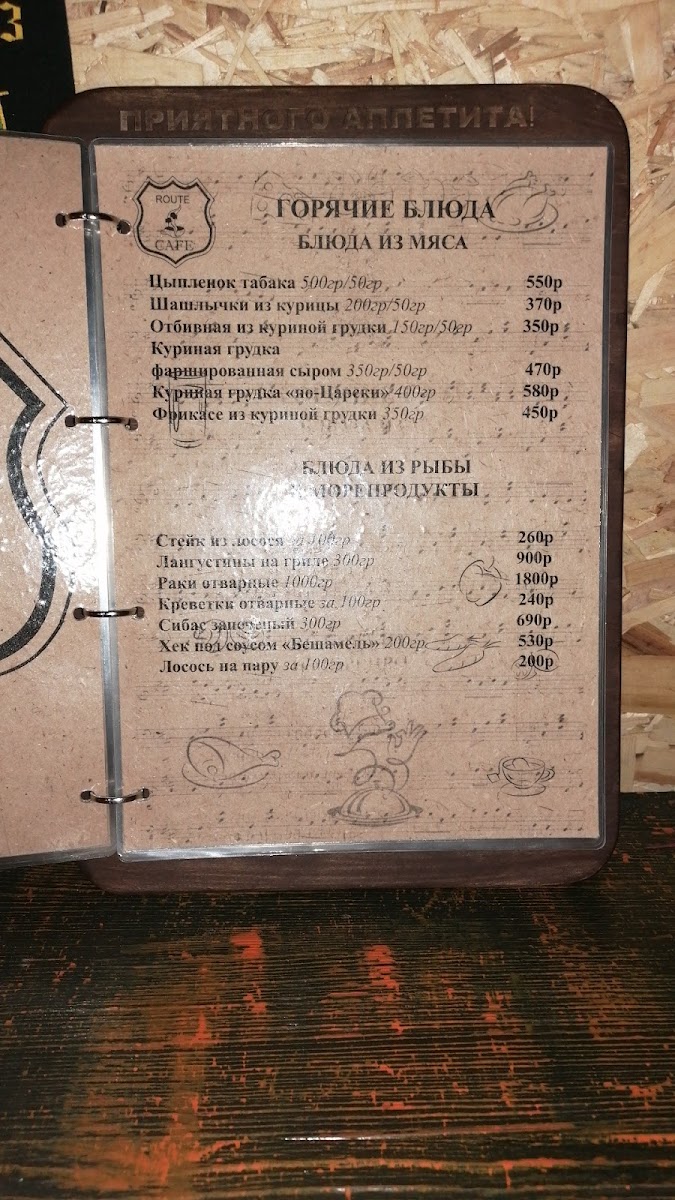 ПРИЯТНОГО АППЕТИТА!
ROUTE
CAFE
ГОРЯЧИЕ БЛЮДА
БЛЮДА ИЗ МЯСА
Цыпленок табака 500гр/50гр 550р
Шашлычки из курицы 200гр/50гр 370р
Отбивная из куриной грудки 150гр/50гр 350р
Куриная грудка
фаршированная сыром 350гр/50гр 470р
Куриная грудка «по-Царски» 400гр 580р
Фрикасе из куриной грудки 350гр 450р
БЛЮДА ИЗ РЫБЫ
И МОРЕПРОДУКТЫ
Стейк из лосося за 100гр 260р
Лангустины на гриле 300гр 900р
Раки отварные 1000гр 1800р
Креветки отварные за 100гр 240р
Сибас запеченый 300гр 690р
Хек под соусом «Бешамель» 200гр 530р
Лосось на пару за 100гр 200р